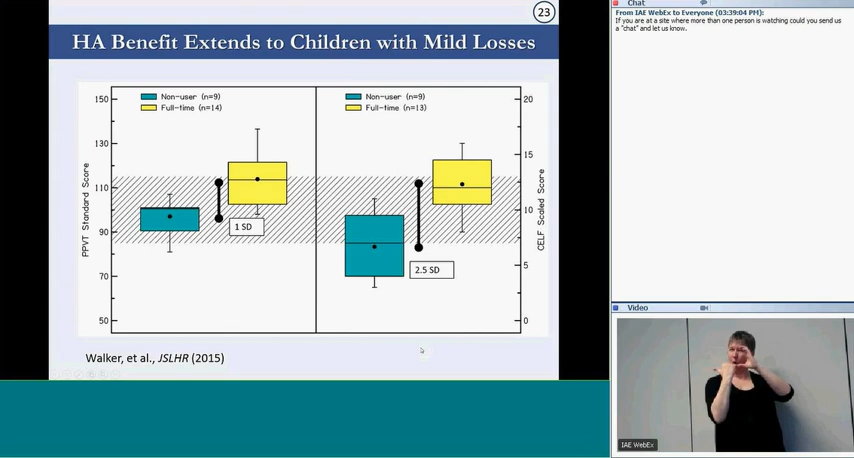 23
HA Benefit Extends to Children with Mild Losses
Non-user (n=9)
Full-time (n=14)
Non-user (n=9)
Full-time (n=13)
150
130
110
90
70
50
PPVT Standard Score
20
15
10
5
0
CELF Scaled Score
1 SD
2.5 SD
Walker, et al., JSLHR (2015)
Chat
From IAE WebEx to Everyone (03:39:04 PM):
If you are at a site where more than one person is watching could you send us
a "chat" and let us know.
Video
IAE WebEx